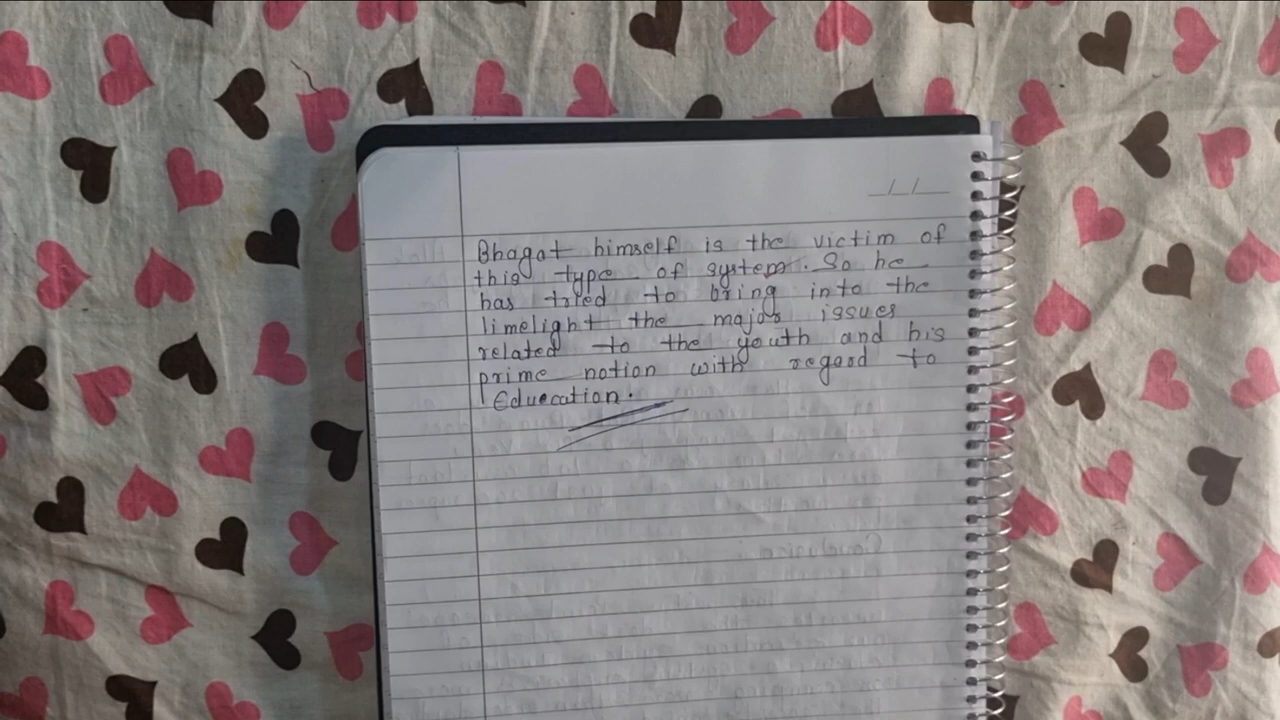 Bhagat himself is the victim of
this type of system. So he
has tried to bring into the
limelight the major issues
related to the youth and his
prime notion with regard to
Eduecation.